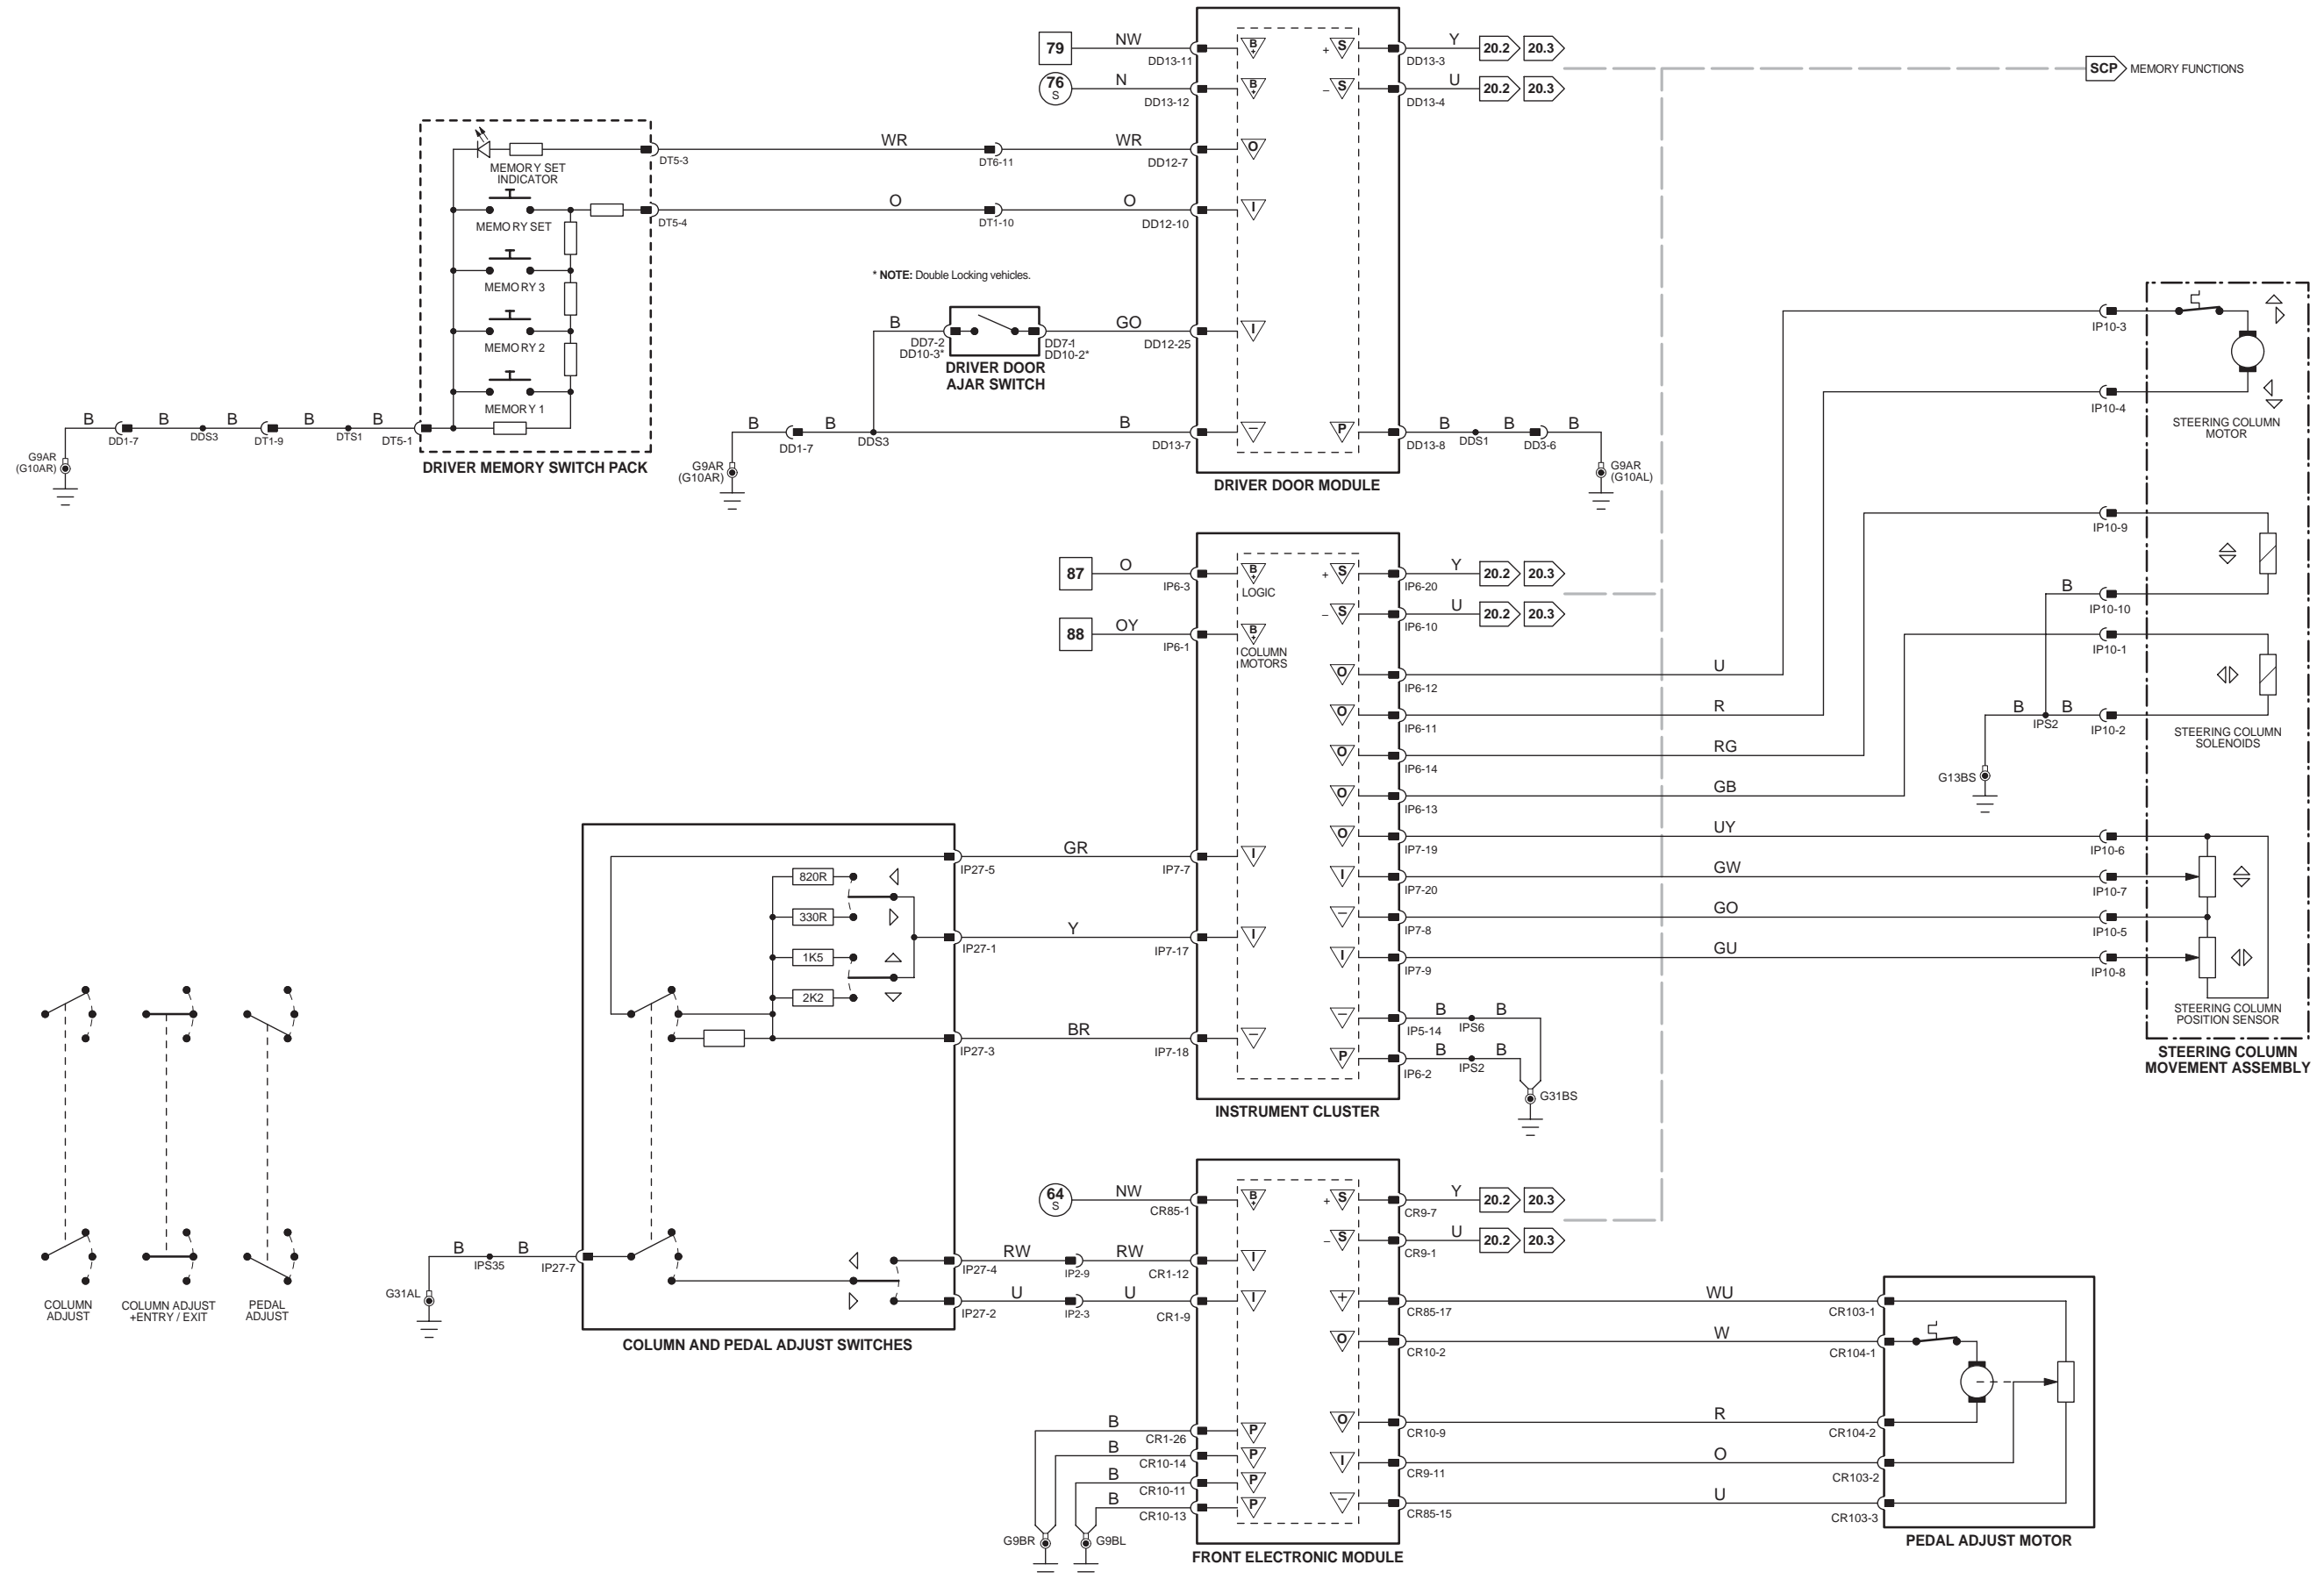 79
NW
DD13-11
B
+
+
S
Y
DD13-3
20.2
20.3
76
S
N
DD13-12
B
+
–
S
U
DD13-4
20.2
20.3
SCP
MEMORY FUNCTIONS
MEMORY SET
INDICATOR
DT5-3
WR
DT6-11
WR
DD12-7
O
MEMORY SET
DT5-4
O
DT1-10
O
DD12-10
I
MEMORY 3
MEMORY 2
MEMORY 1
* NOTE: Double Locking vehicles.
B
DD7-2
DD10-3*
DD7-1
DD10-2*
GO
DD12-25
I
DRIVER DOOR
AJAR SWITCH
B
DD1-7
B
DDS3
B
DT1-9
B
DTS1
B
DT5-1
G9AR
(G10AR)
DRIVER MEMORY SWITCH PACK
B
DD1-7
B
DDS3
B
DD13-7
–
G9AR
(G10AR)
P
DD13-8
B
DDS1
B
DD3-6
B
G9AR
(G10AL)
DRIVER DOOR MODULE
IP10-3
IP10-4
STEERING COLUMN
MOTOR
IP10-9
B
IP10-10
IP10-1
B
IPS2
B
IP10-2
STEERING COLUMN
SOLENOIDS
G13BS
87
O
IP6-3
B
+
LOGIC
+
S
Y
IP6-20
20.2
20.3
88
OY
IP6-1
B
+
COLUMN
MOTORS
–
S
U
IP6-10
20.2
20.3
O
IP6-12
U
O
IP6-11
R
O
IP6-14
RG
O
IP6-13
GB
O
IP7-19
UY
IP10-6
I
IP7-20
GW
IP10-7
–
IP7-8
GO
IP10-5
I
IP7-9
GU
IP10-8
STEERING COLUMN
POSITION SENSOR
STEERING COLUMN
MOVEMENT ASSEMBLY
–
IP5-14
B
IPS6
B
P
IP6-2
B
IPS2
B
G31BS
INSTRUMENT CLUSTER
IP27-5
GR
IP7-7
I
820R
330R
1K5
2K2
IP27-1
Y
IP7-17
I
IP27-3
BR
IP7-18
–
COLUMN
ADJUST
COLUMN ADJUST
+ENTRY / EXIT
PEDAL
ADJUST
B
IPS35
B
IP27-7
G31AL
IP27-4
RW
IP2-9
RW
CR1-12
I
IP27-2
U
IP2-3
U
CR1-9
I
COLUMN AND PEDAL ADJUST SWITCHES
64
S
NW
CR85-1
B
+
+
S
Y
CR9-7
20.2
20.3
–
S
U
CR9-1
20.2
20.3
+
CR85-17
WU
CR103-1
O
CR10-2
W
CR104-1
O
CR10-9
R
CR104-2
I
CR9-11
O
CR103-2
–
CR85-15
U
CR103-3
B
CR1-26
P
B
CR10-14
P
B
CR10-11
P
B
CR10-13
P
G9BR
G9BL
FRONT ELECTRONIC MODULE
PEDAL ADJUST MOTOR